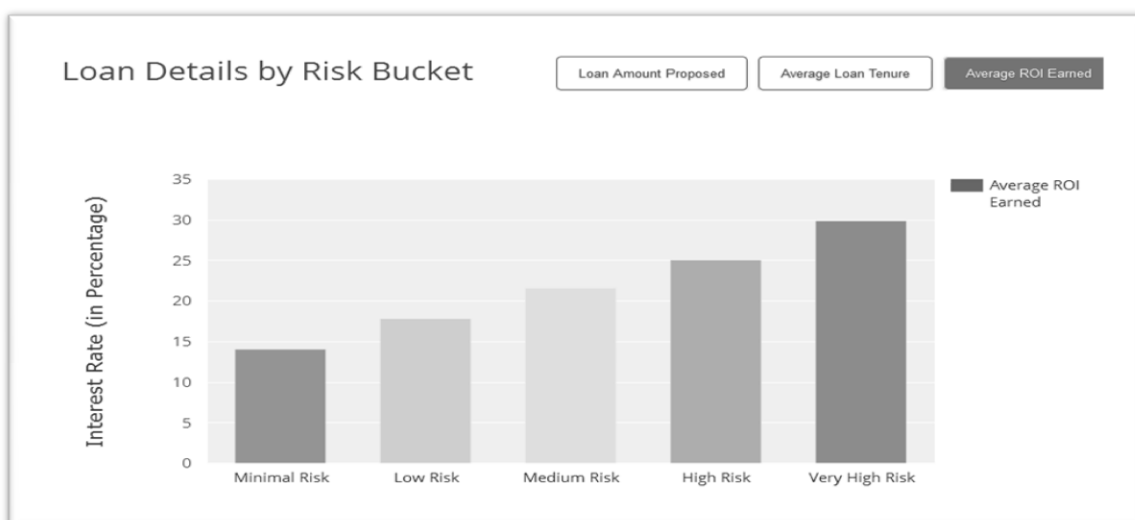 Loan Details by Risk Bucket
Loan Amount Proposed
Average Loan Tenure
Average ROI Earned
Interest Rate (in Percentage)
35
30
25
20
15
10
5
0
Minimal Risk
Low Risk
Medium Risk
High Risk
Very High Risk
Average ROI
Earned